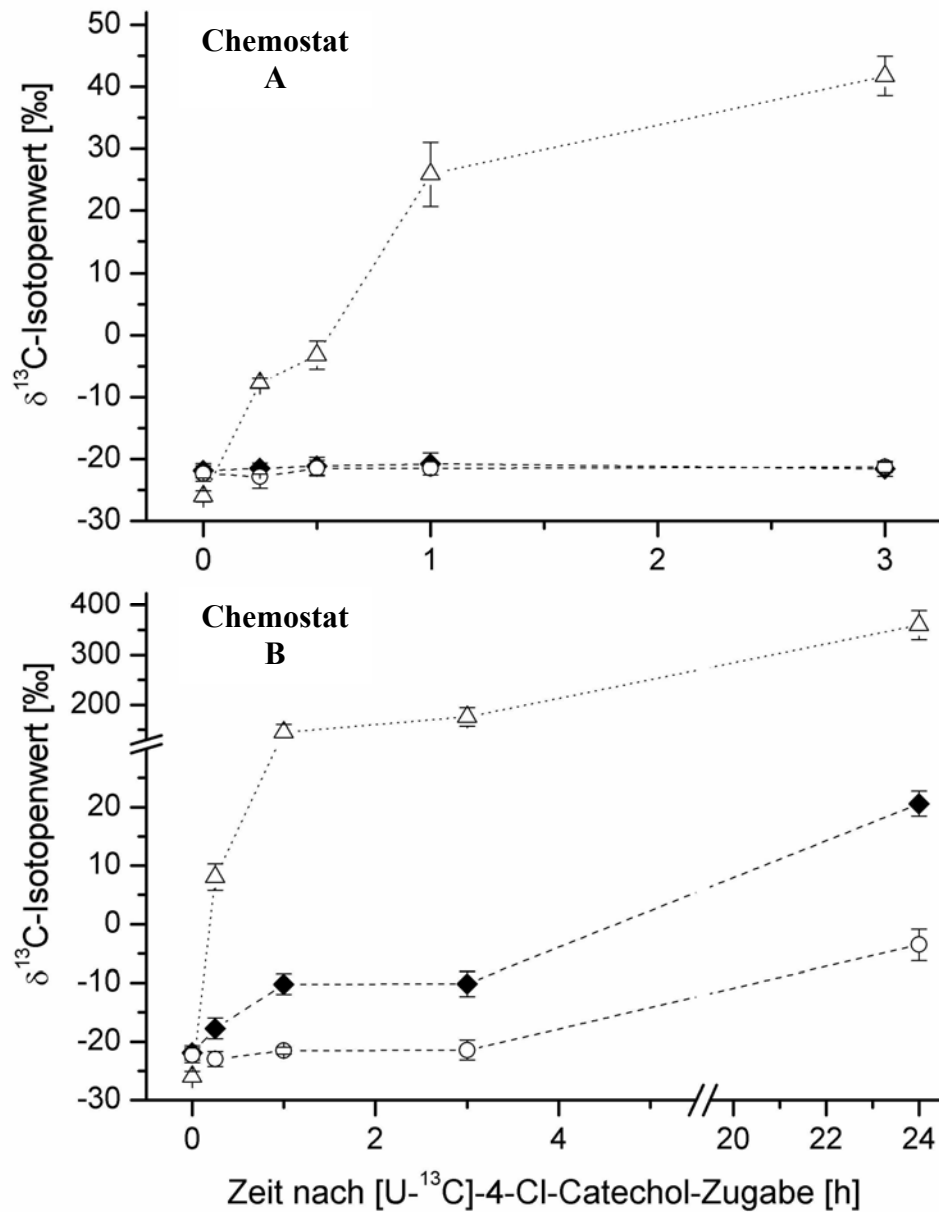 Chemostat
A
δ¹³C-Isotopenwert [‰]
50
40
30
20
10
0
-10
-20
-30
0 1 2 3
Chemostat
B
δ¹³C-Isotopenwert [‰]
400
300
200
20
10
0
-10
-20
-30
0 2 4 20 22 24
Zeit nach [U-¹³C]-4-Cl-Catechol-Zugabe [h]